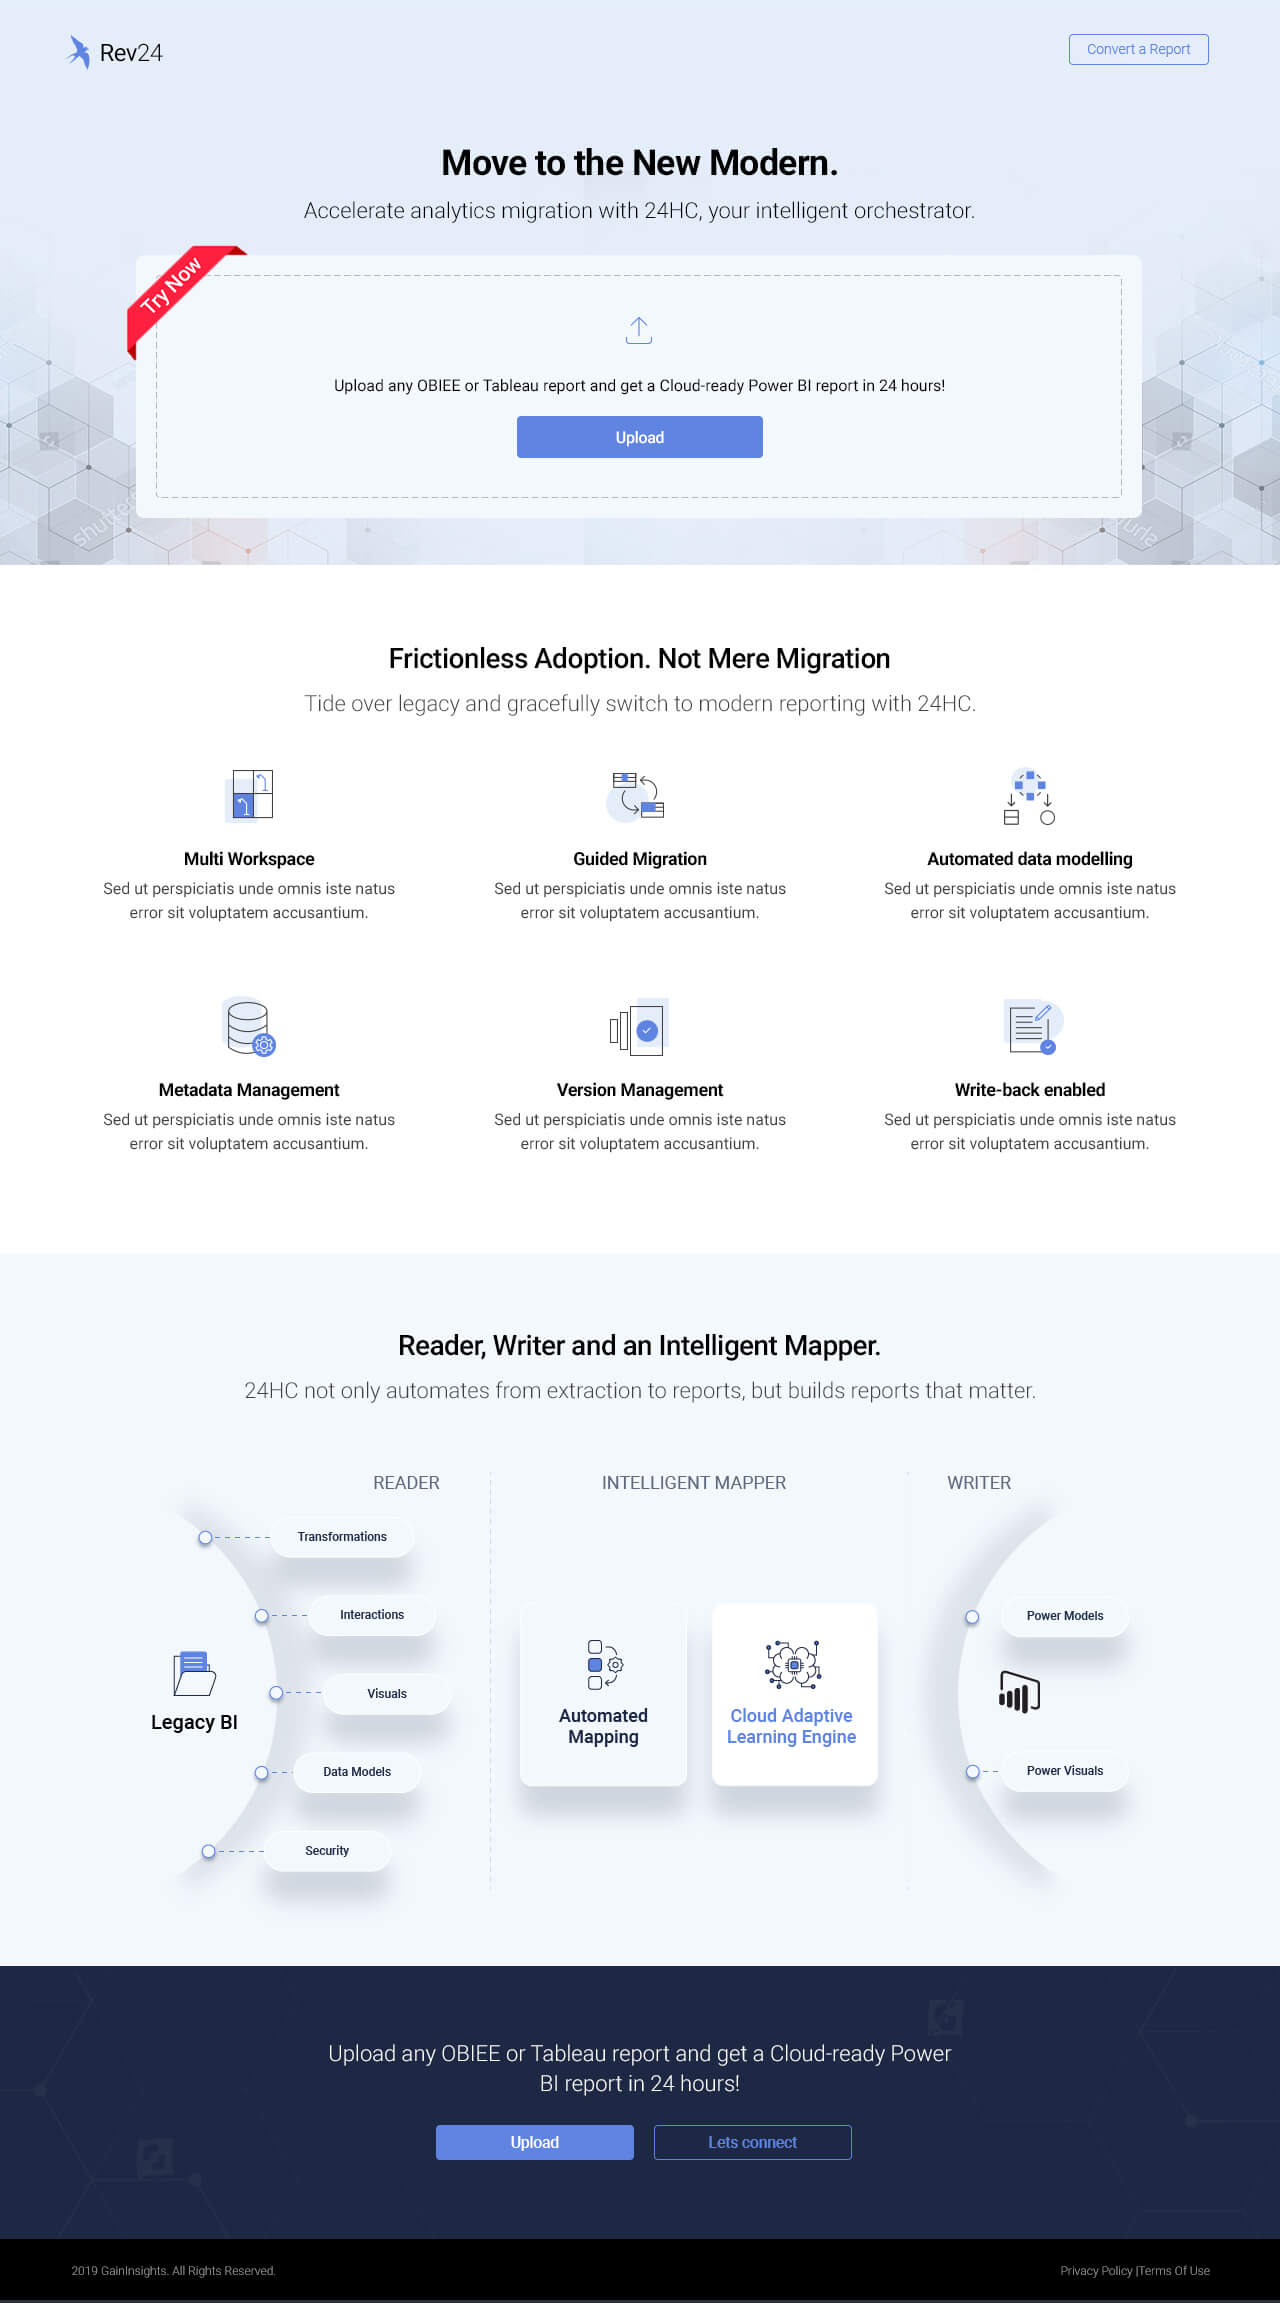 Rev24
Convert a Report
Move to the New Modern.
Accelerate analytics migration with 24HC, your intelligent orchestrator.
Try Now
Upload any OBIEE or Tableau report and get a Cloud-ready Power BI report in 24 hours!
Upload
Frictionless Adoption. Not Mere Migration
Tide over legacy and gracefully switch to modern reporting with 24HC.
Multi Workspace
Sed ut perspiciatis unde omnis iste natus
error sit voluptatem accusantium.
Guided Migration
Sed ut perspiciatis unde omnis iste natus
error sit voluptatem accusantium.
Automated data modelling
Sed ut perspiciatis unde omnis iste natus
error sit voluptatem accusantium.
Metadata Management
Sed ut perspiciatis unde omnis iste natus
error sit voluptatem accusantium.
Version Management
Sed ut perspiciatis unde omnis iste natus
error sit voluptatem accusantium.
Write-back enabled
Sed ut perspiciatis unde omnis iste natus
error sit voluptatem accusantium.
Reader, Writer and an Intelligent Mapper.
24HC not only automates from extraction to reports, but builds reports that matter.
READER
Transformations
Interactions
Visuals
Data Models
Security
Legacy BI
INTELLIGENT MAPPER
Automated
Mapping
Cloud Adaptive
Learning Engine
WRITER
Power Models
Power Visuals
Upload any OBIEE or Tableau report and get a Cloud-ready Power
BI report in 24 hours!
Upload
Lets connect
2019 GainInsights. All Rights Reserved.
Privacy Policy |Terms Of Use